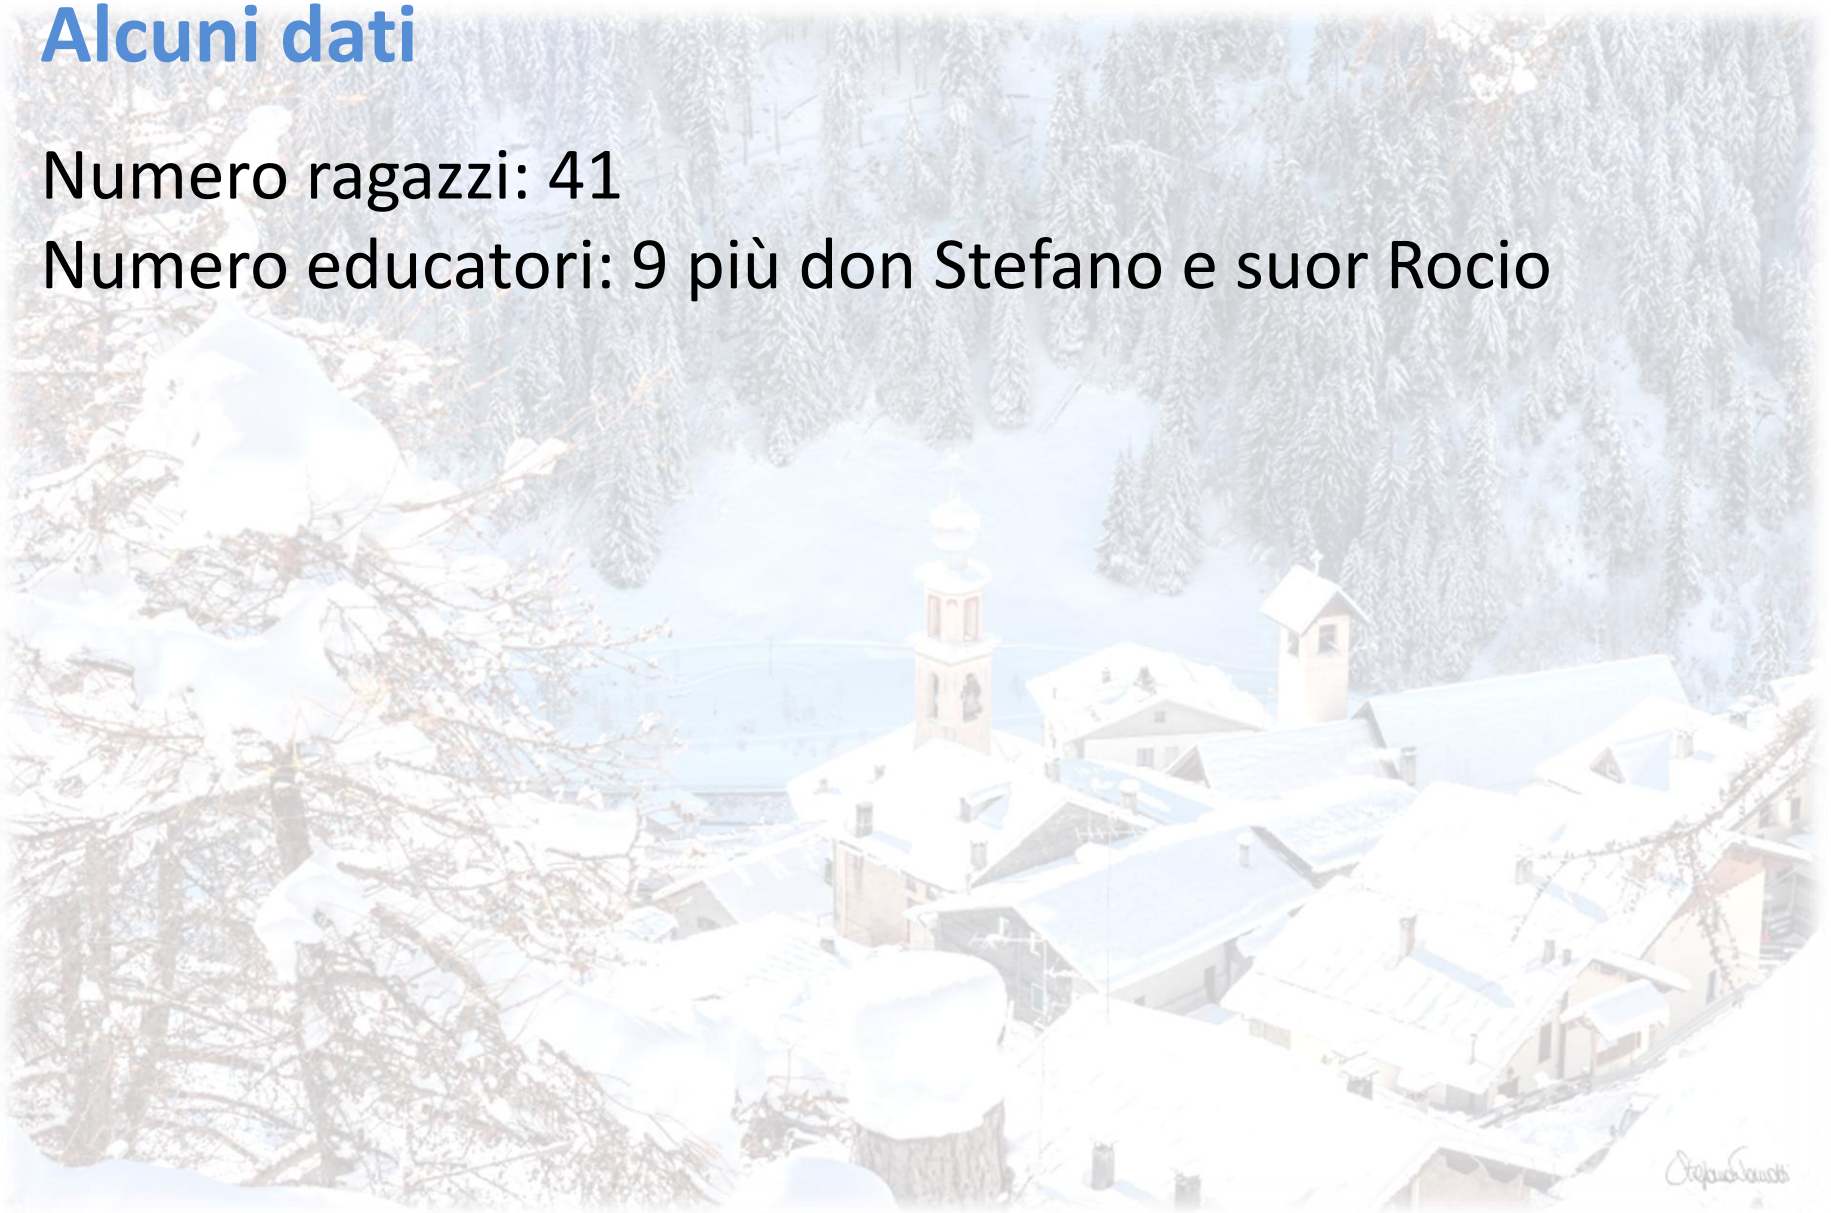 Alcuni dati
Numero ragazzi: 41
Numero educatori: 9 più don Stefano e suor Rocio